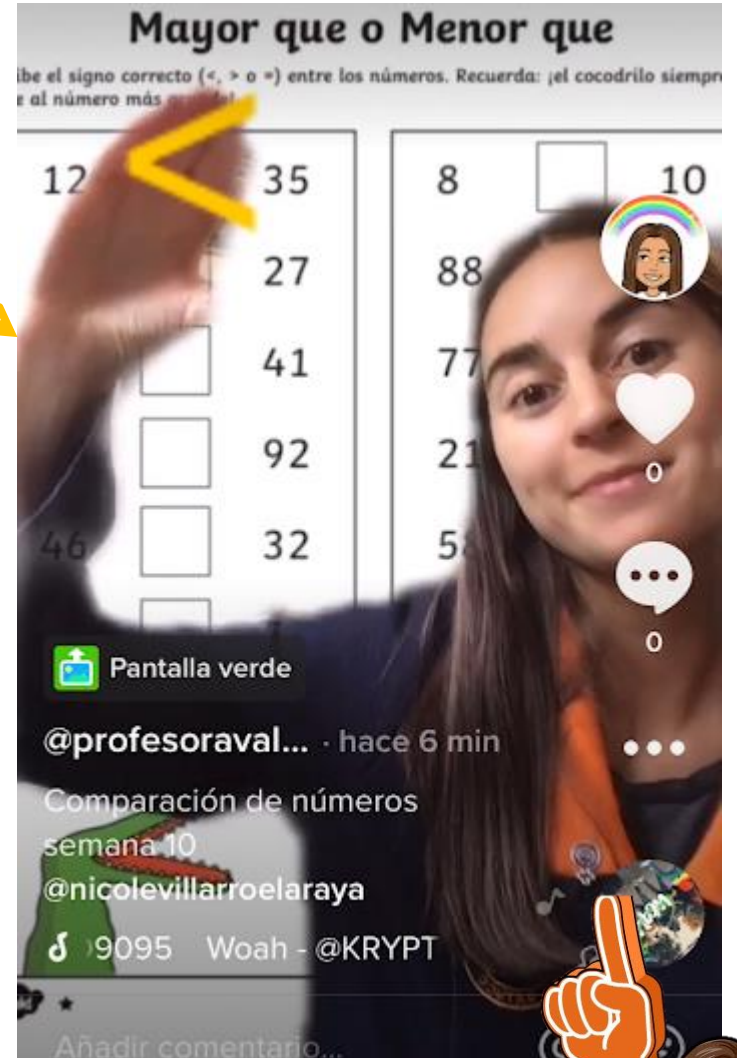 Mayor que o Menor que
ibe el signo correcto (<, > o =) entre los números. Recuerda: ¡el cocodrilo siempr
e al número más
12 < 35 8 10
27 88
41 77
92 21
46 32 5
Pantalla verde
@profesoraval... · hace 6 min
Comparación de números
semana 10
@nicolevillarroelaraya
9095 Woah - @KRYPT
Añadir comentario...
0
0